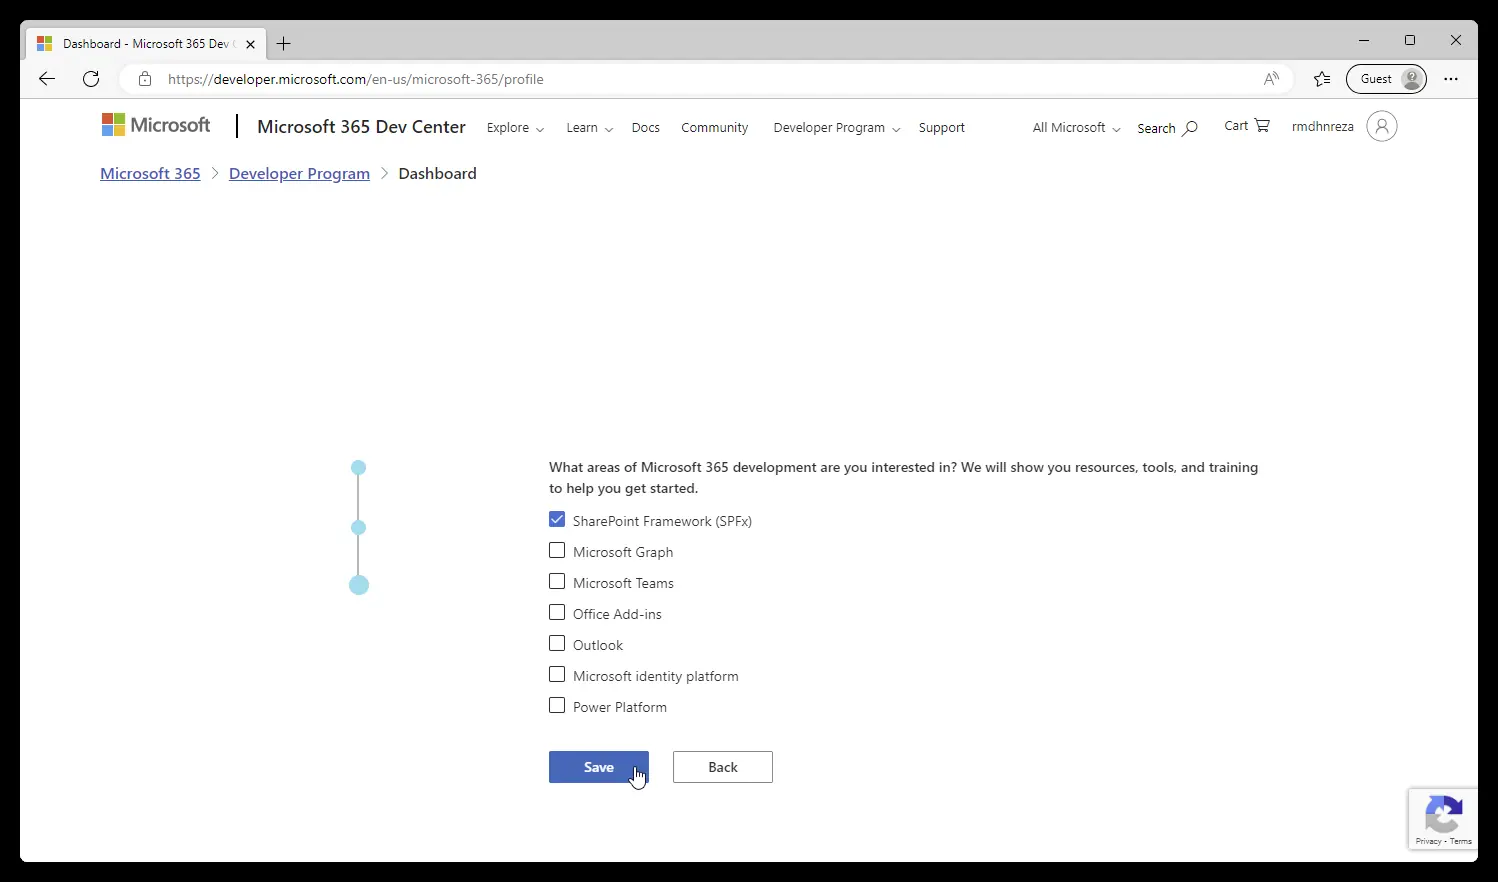 Dashboard - Microsoft 365 Dev
https://developer.microsoft.com/en-us/microsoft-365/profile
Guest
Microsoft
Microsoft 365 Dev Center
Explore
Learn
Docs
Community
Developer Program
Support
All Microsoft
Search
Cart
rmdhnreza
Microsoft 365 > Developer Program > Dashboard
What areas of Microsoft 365 development are you interested in? We will show you resources, tools, and training
to help you get started.
SharePoint Framework (SPFx)
Microsoft Graph
Microsoft Teams
Office Add-ins
Outlook
Microsoft identity platform
Power Platform
Save
Back
Privacy - Terms